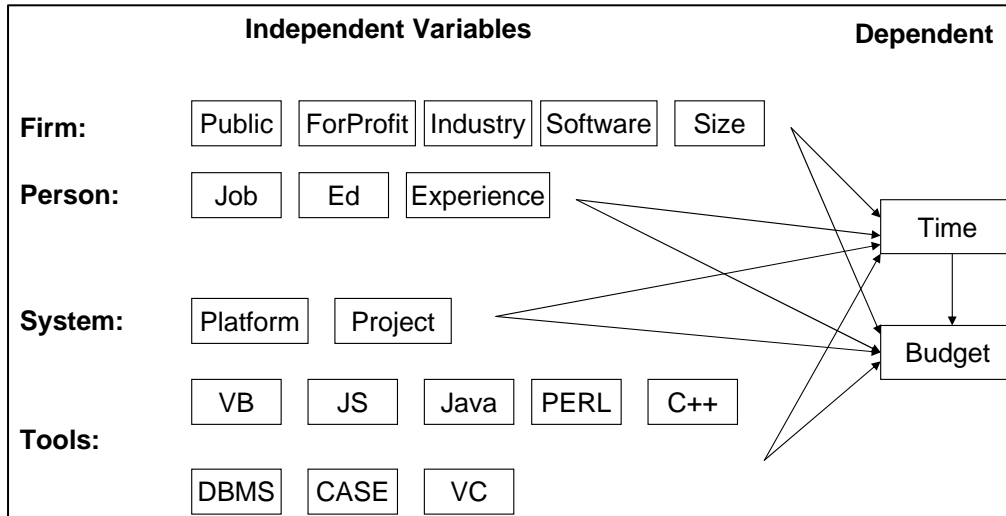 Independent Variables Dependent
Firm: Public ForProfit Industry Software Size
Person: Job Ed Experience
Time
System: Platform Project
Budget
VB JS Java PERL C++
Tools:
DBMS CASE VC